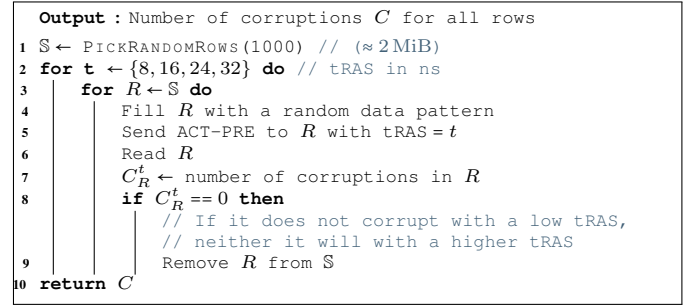 Output : Number of corruptions C for all rows
1 𝕊 ← PICKRANDOMROWS(1000) // (≈ 2 MiB)
2 for t ← {8, 16, 24, 32} do // tRAS in ns
3 for R ← 𝕊 do
4 Fill R with a random data pattern
5 Send ACT-PRE to R with tRAS = t
6 Read R
7 C_R^t ← number of corruptions in R
8 if C_R^t == 0 then
// If it does not corrupt with a low tRAS,
// neither it will with a higher tRAS
9 Remove R from 𝕊
10 return C